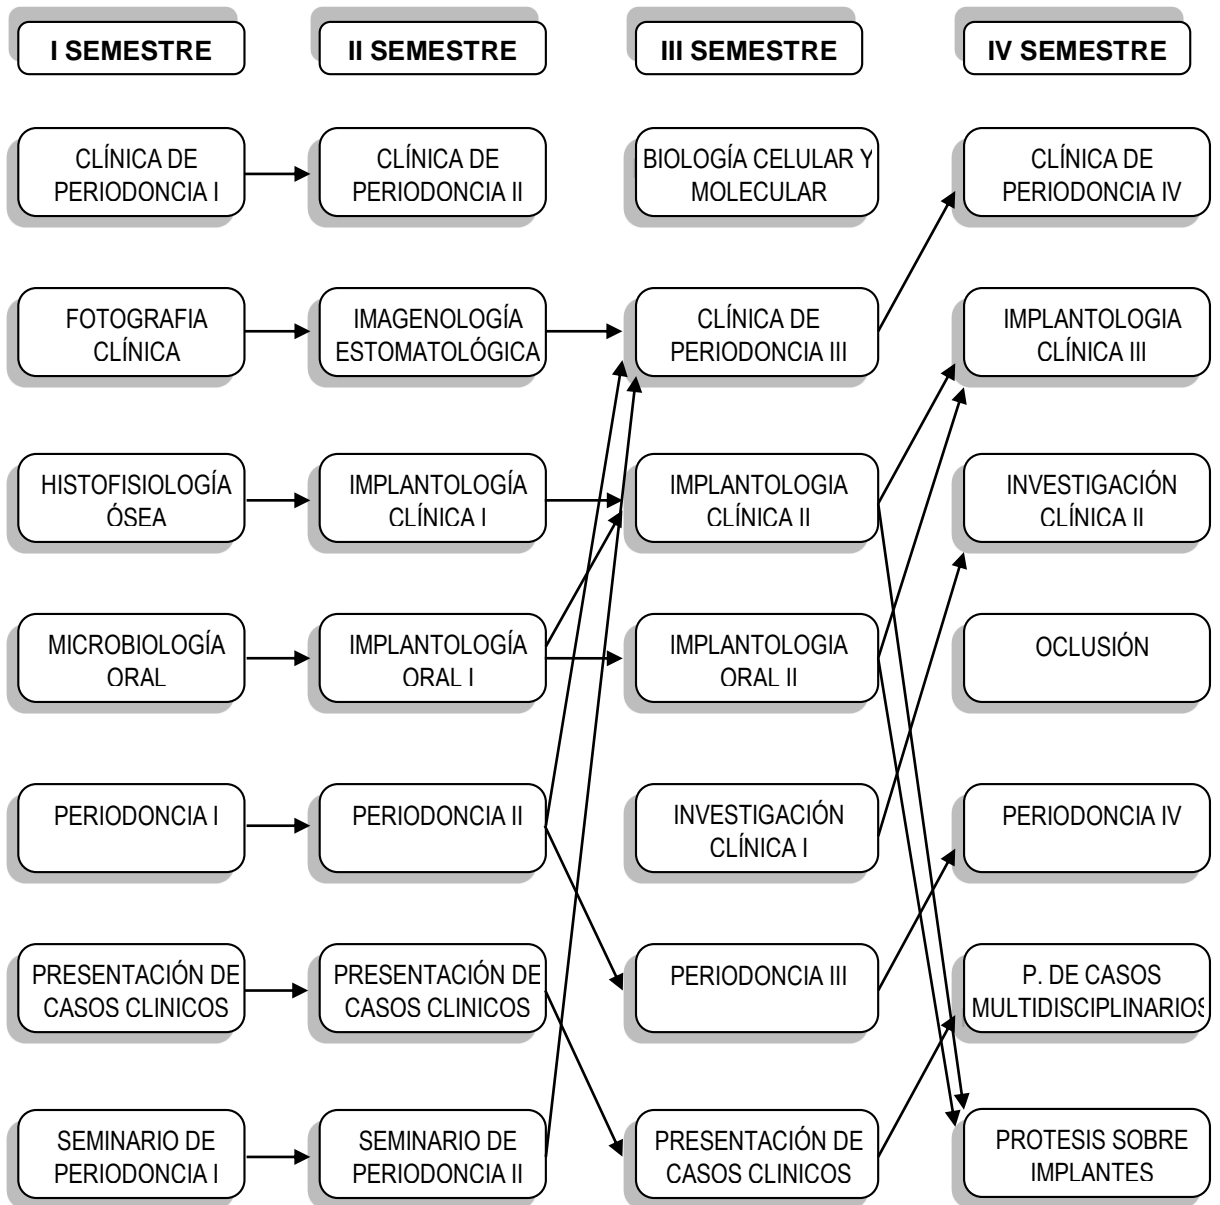 I SEMESTRE
II SEMESTRE
III SEMESTRE
IV SEMESTRE
CLÍNICA DE
PERIODONCIA I
CLÍNICA DE
PERIODONCIA II
BIOLOGÍA CELULAR Y
MOLECULAR
CLÍNICA DE
PERIODONCIA IV
FOTOGRAFIA
CLÍNICA
IMAGENOLOGÍA
ESTOMATOLÓGICA
CLÍNICA DE
PERIODONCIA III
IMPLANTOLOGIA
CLÍNICA III
HISTOFISIOLOGÍA
ÓSEA
IMPLANTOLOGÍA
CLÍNICA I
IMPLANTOLOGIA
CLÍNICA II
INVESTIGACIÓN
CLÍNICA II
MICROBIOLOGÍA
ORAL
IMPLANTOLOGÍA
ORAL I
IMPLANTOLOGIA
ORAL II
OCLUSIÓN
PERIODONCIA I
PERIODONCIA II
INVESTIGACIÓN
CLÍNICA I
PERIODONCIA IV
PRESENTACIÓN DE
CASOS CLINICOS
PRESENTACIÓN DE
CASOS CLINICOS
PERIODONCIA III
P. DE CASOS
MULTIDISCIPLINARIOS
SEMINARIO DE
PERIODONCIA I
SEMINARIO DE
PERIODONCIA II
PRESENTACIÓN DE
CASOS CLINICOS
PROTESIS SOBRE
IMPLANTES